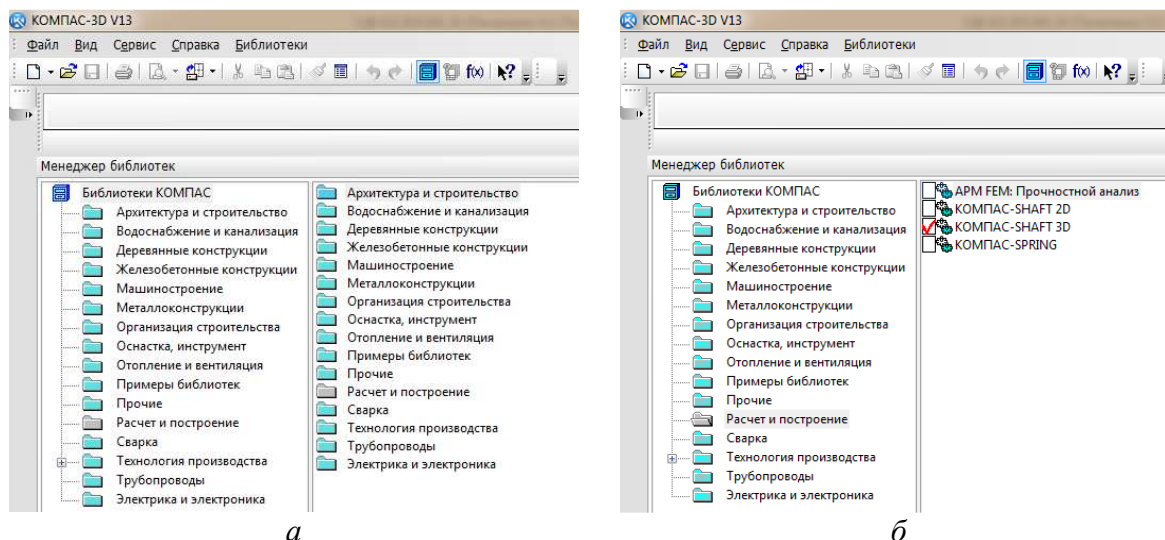 КОМПАС-3D V13
Файл Вид Сервис Справка Библиотеки
f(x)
Менеджер библиотек
Библиотеки КОМПАС
Архитектура и строительство
Водоснабжение и канализация
Деревянные конструкции
Железобетонные конструкции
Машиностроение
Металлоконструкции
Организация строительства
Оснастка, инструмент
Отопление и вентиляция
Примеры библиотек
Прочие
Расчет и построение
Сварка
Технология производства
Трубопроводы
Электрика и электроника
Архитектура и строительство
Водоснабжение и канализация
Деревянные конструкции
Железобетонные конструкции
Машиностроение
Металлоконструкции
Организация строительства
Оснастка, инструмент
Отопление и вентиляция
Примеры библиотек
Прочие
Расчет и построение
Сварка
Технология производства
Трубопроводы
Электрика и электроника
а
КОМПАС-3D V13
Файл Вид Сервис Справка Библиотеки
f(x)
Менеджер библиотек
Библиотеки КОМПАС
Архитектура и строительство
Водоснабжение и канализация
Деревянные конструкции
Железобетонные конструкции
Машиностроение
Металлоконструкции
Организация строительства
Оснастка, инструмент
Отопление и вентиляция
Примеры библиотек
Прочие
Расчет и построение
Сварка
Технология производства
Трубопроводы
Электрика и электроника
APM FEM: Прочностной анализ
КОМПАС-SHAFT 2D
КОМПАС-SHAFT 3D
КОМПАС-SPRING
б